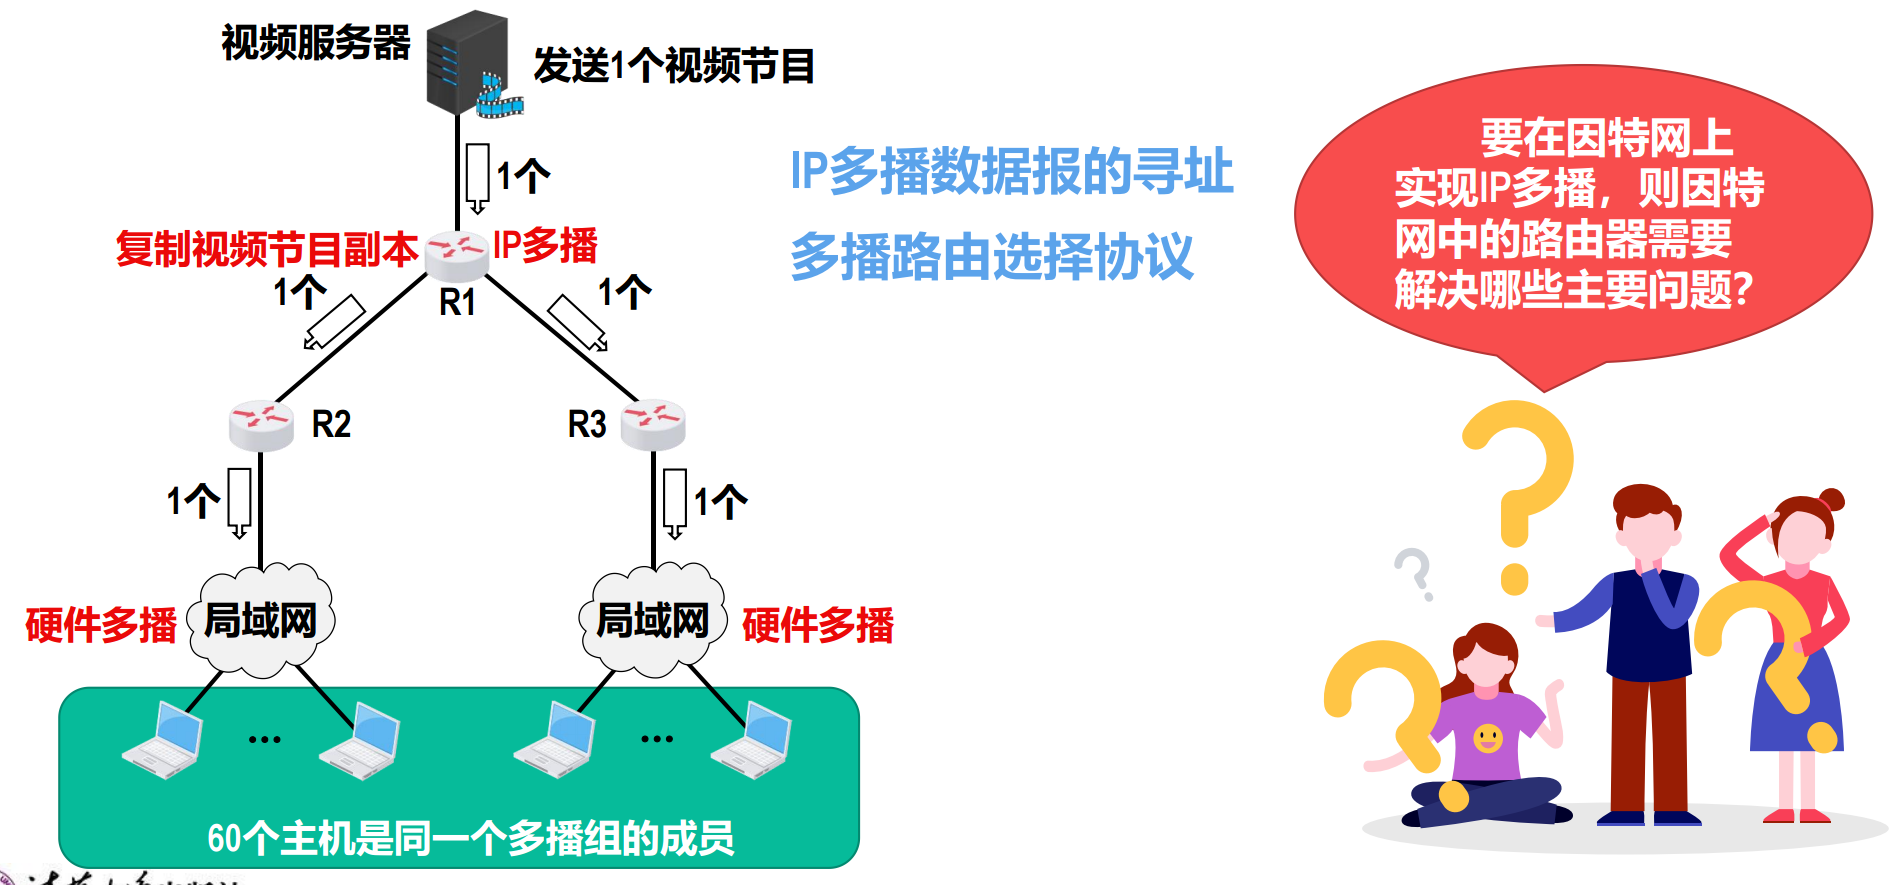 视频服务器
发送1个视频节目
1个
复制视频节目副本
IP多播
R1
1个
1个
R2
R3
1个
1个
硬件多播
局域网
局域网
硬件多播
...
...
60个主机是同一个多播组的成员
IP多播数据报的寻址
多播路由选择协议
要在因特网上
实现IP多播，则因特
网中的路由器需要
解决哪些主要问题?